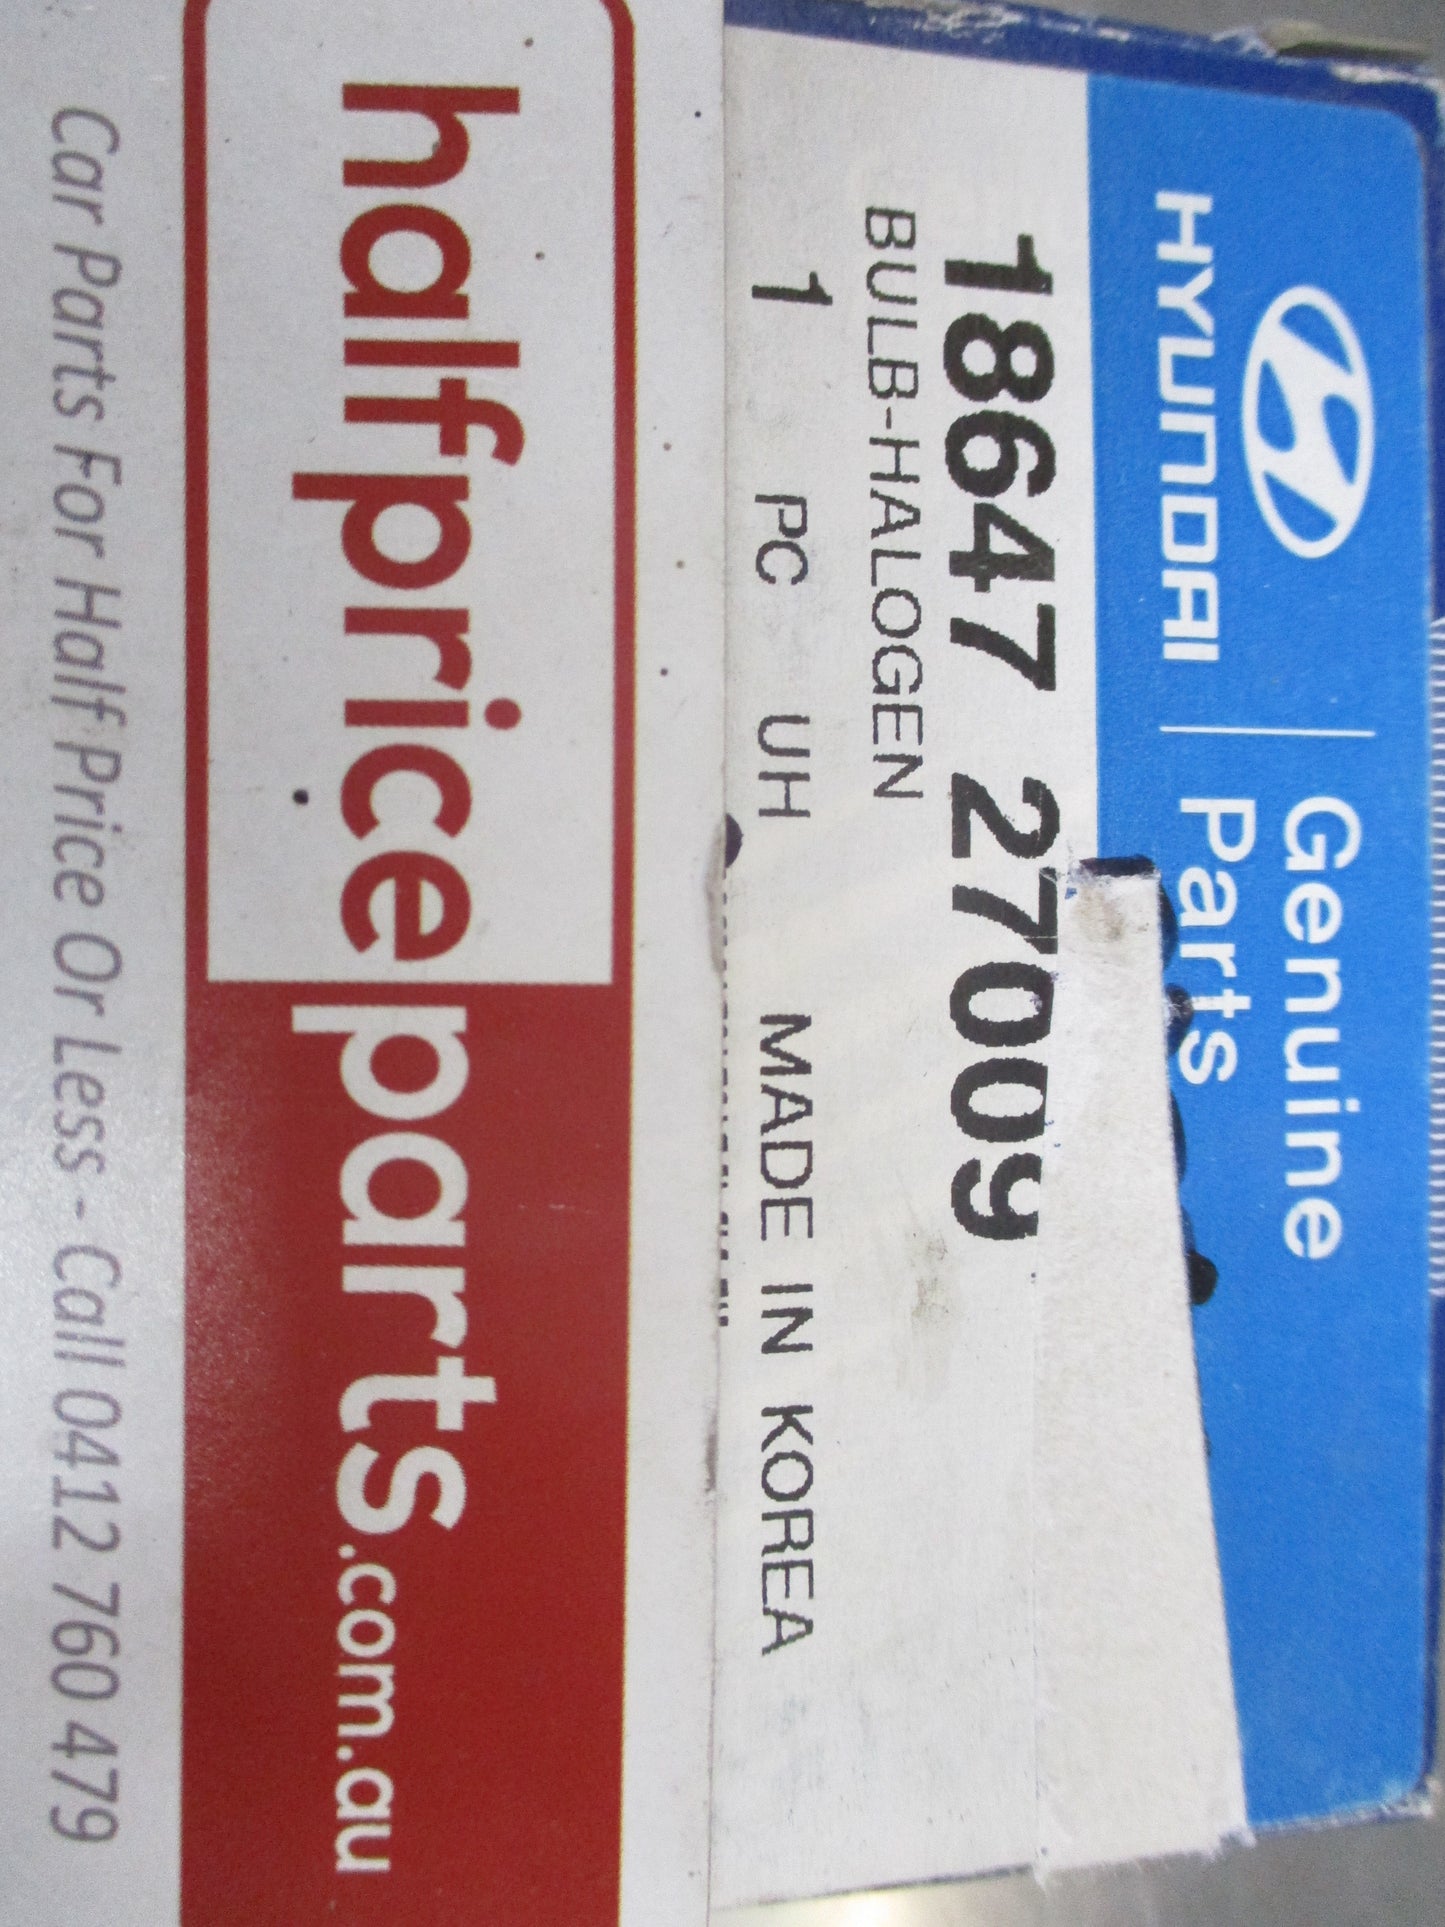 HYUNDAI
Genuine
Parts
18647 27009
BULB-HALOGEN
1 PC UH MADE IN KOREA
halfpriceparts.com.au
Car Parts For Half Price Or Less - Call 0412 760 479